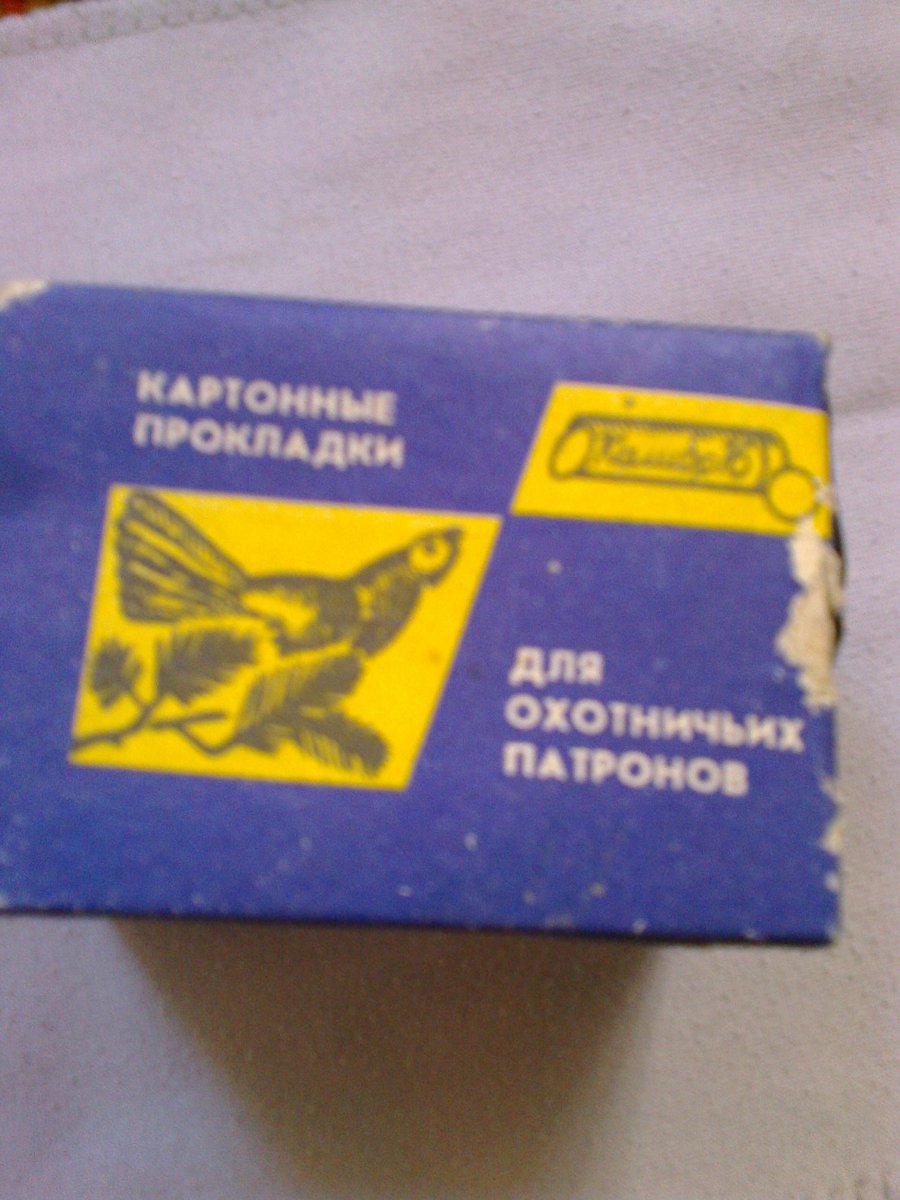 КАРТОННЫЕ
ПРОКЛАДКИ
ДЛЯ
ОХОТНИЧЬИХ
ПАТРОНОВ